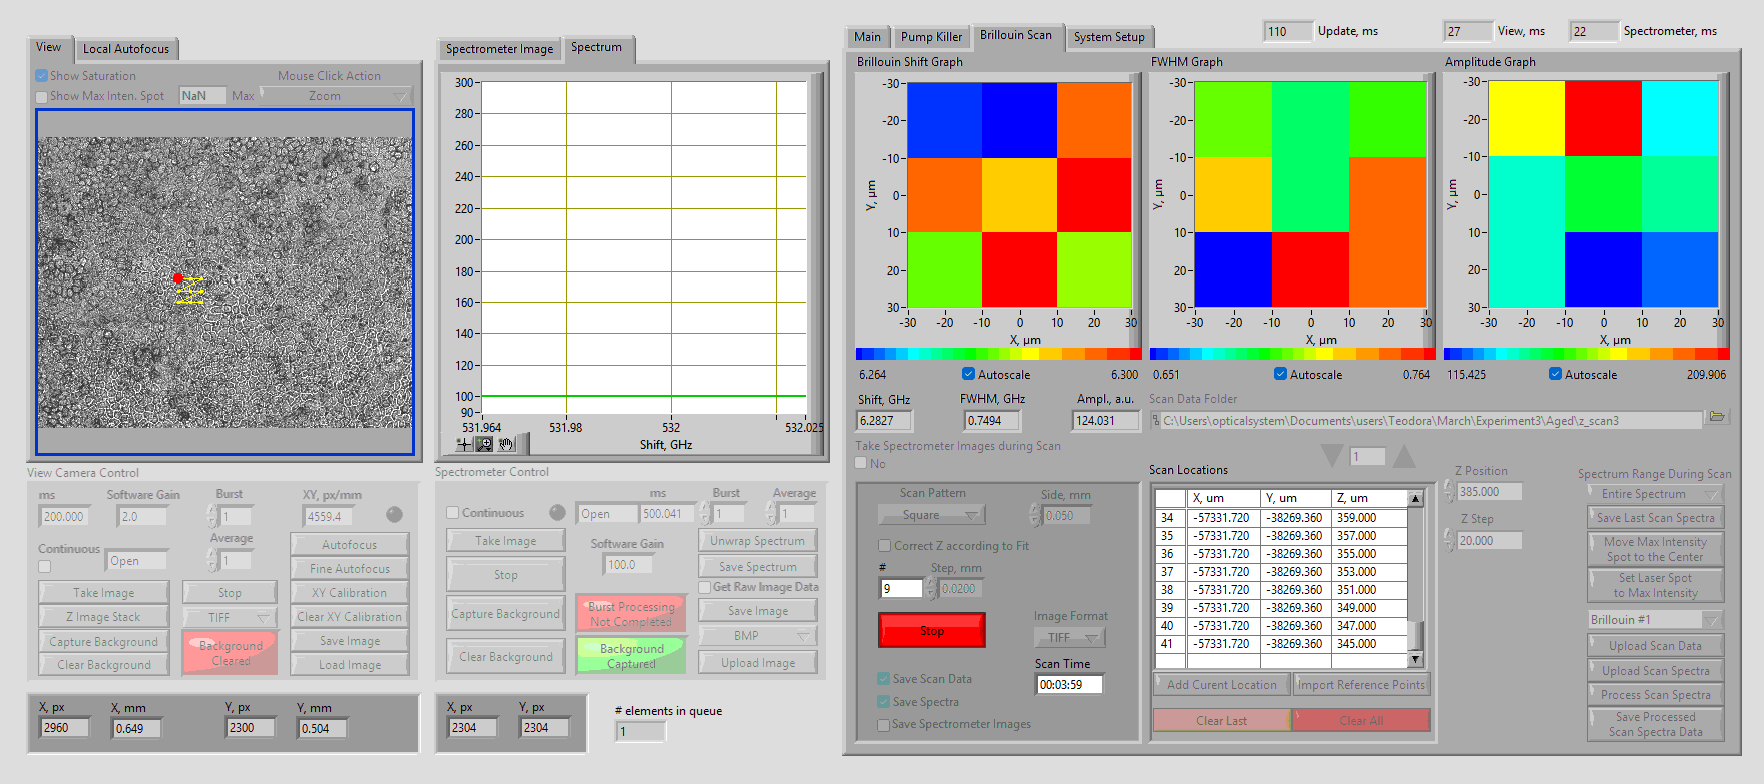 110 Update, ms 27 View, ms 22 Spectrometer, ms
View Local Autofocus
Show Saturation Mouse Click Action
Show Max Inten. Spot NaN Max Zoom
View Camera Control
ms Software Gain Burst XY, px/mm
200.000 2.0 1 4559.4
Average
Continuous Open 1
Autofocus
Fine Autofocus
Take Image Stop XY Calibration
Z Image Stack TIFF Clear XY Calibration
Capture Background Background Cleared Save Image
Clear Background Load Image
X, px X, mm Y, px Y, mm
2960 0.649 2300 0.504
Spectrometer Image Spectrum
300
280
260
240
220
200
180
160
140
120
100
90
531.964 531.98 532 532.025
Shift, GHz
Spectrometer Control
ms Burst Average
Continuous Open 500.041 1 1
Take Image Software Gain Unwrap Spectrum
Stop 100.0 Save Spectrum
Get Raw Image Data
Capture Background Burst Processing Not Completed Save Image
BMP
Clear Background Background Captured Upload Image
X, px Y, px
2304 2304
# elements in queue
1
Main Pump Killer Brillouin Scan System Setup
Brillouin Shift Graph FWHM Graph Amplitude Graph
-30 -20 -10 0 10 20 30
Y, µm
-30 -20 -10 0 10 20 30
X, µm
6.264 Autoscale 6.300
-30 -20 -10 0 10 20 30
Y, µm
-30 -20 -10 0 10 20 30
X, µm
0.651 Autoscale 0.764
-30 -20 -10 0 10 20 30
Y, µm
-30 -20 -10 0 10 20 30
X, µm
115.425 Autoscale 209.906
Shift, GHz FWHM, GHz Ampl., a.u. Scan Data Folder
6.2827 0.7494 124.031 C:\Users\opticalsystem\Documents\users\Teodora\March\Experiment3\Aged\z_scan3
Take Spectrometer Images during Scan
No
1
Scan Pattern Side, mm
Square 0.050
Correct Z according to Fit
# Step, mm
9 0.0200
Stop
Image Format
TIFF
Scan Time
00:03:59
Save Scan Data
Save Spectra
Save Spectrometer Images
Scan Locations
X, um Y, um Z, um
34 -57331.720 -38269.360 359.000
35 -57331.720 -38269.360 357.000
36 -57331.720 -38269.360 355.000
37 -57331.720 -38269.360 353.000
38 -57331.720 -38269.360 351.000
39 -57331.720 -38269.360 349.000
40 -57331.720 -38269.360 347.000
41 -57331.720 -38269.360 345.000
Add Curent Location Import Reference Points
Clear Last Clear All
Z Position
385.000
Z Step
20.000
Spectrum Range During Scan
Entire Spectrum
Save Last Scan Spectra
Move Max Intensity
Spot to the Center
Set Laser Spot
to Max Intensity
Brillouin #1
Upload Scan Data
Upload Scan Spectra
Process Scan Spectra
Save Processed
Scan Spectra Data